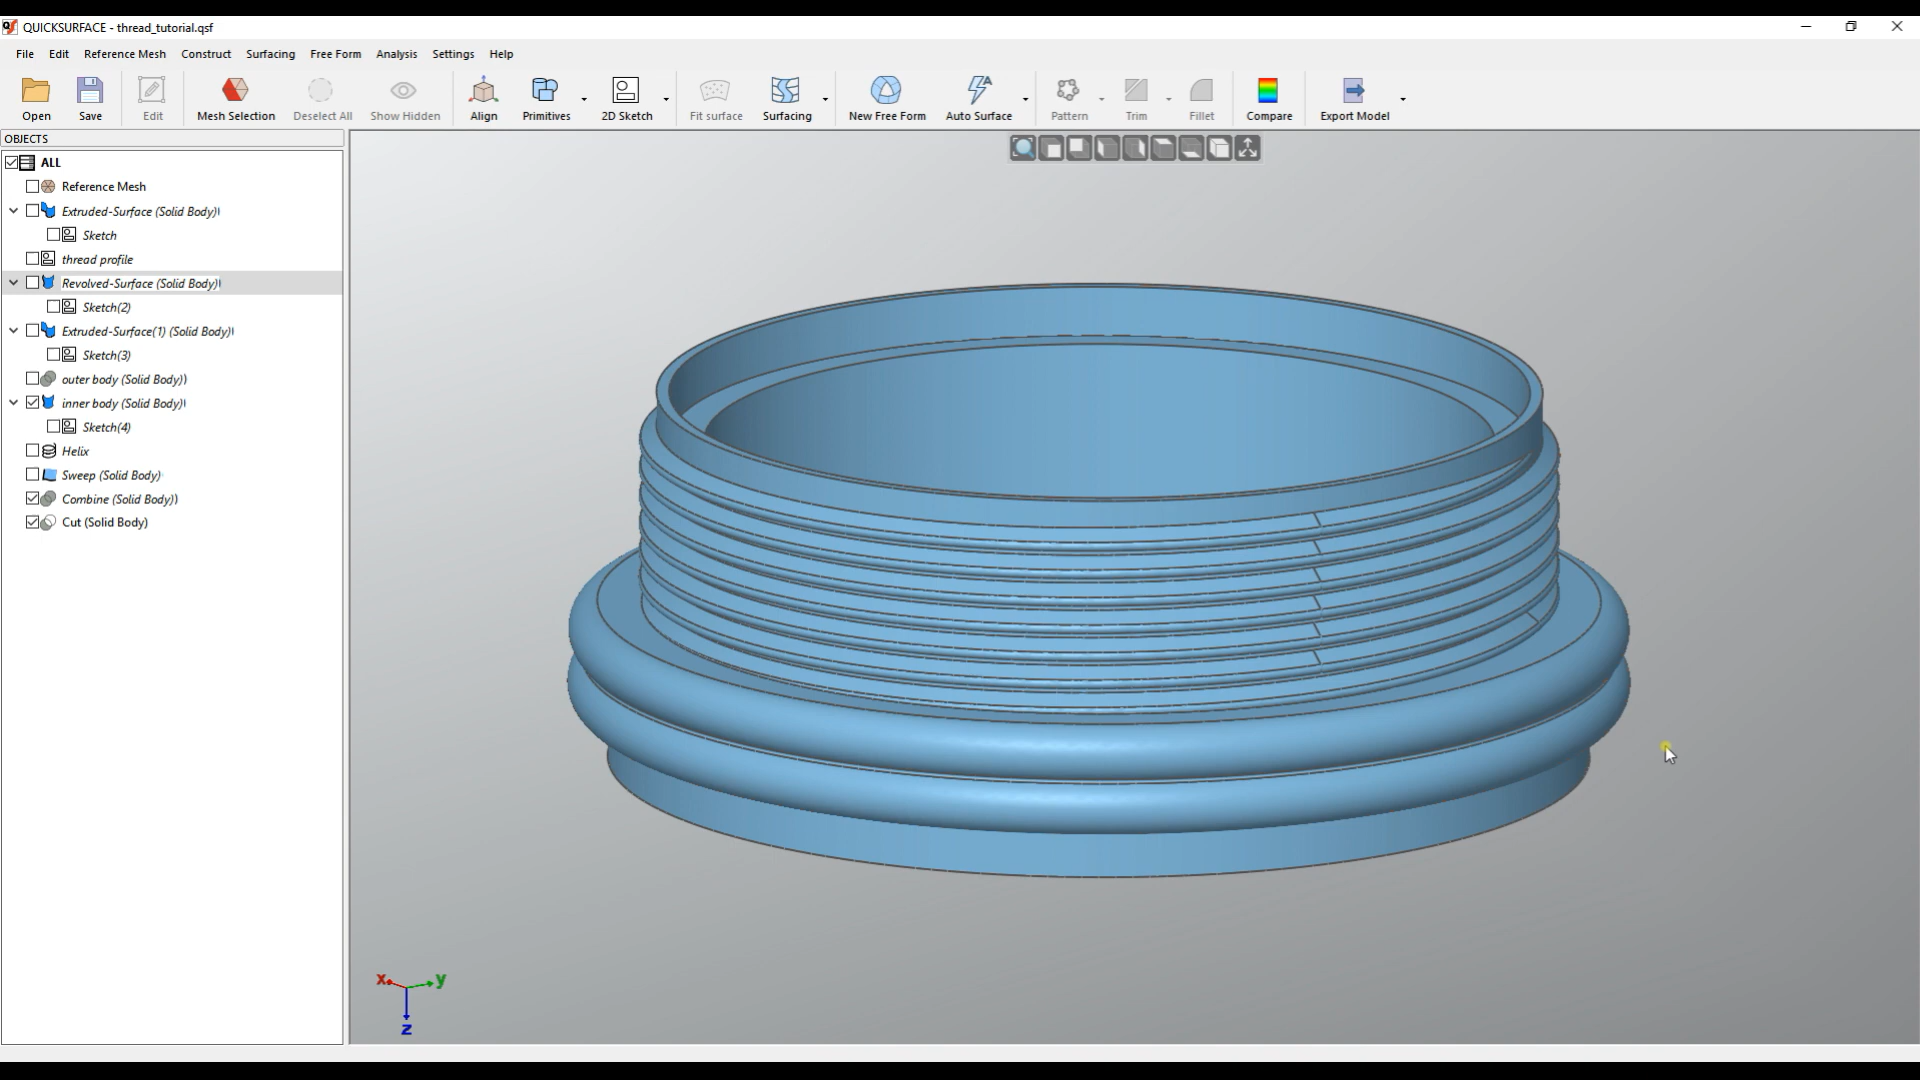 QUICKSURFACE - thread_tutorial.qsf
File Edit Reference Mesh Construct Surfacing Free Form Analysis Settings Help
Open Save Edit Mesh Selection Deselect All Show Hidden Align Primitives 2D Sketch Fit surface Surfacing New Free Form Auto Surface Pattern Trim Fillet Compare Export Model
OBJECTS
ALL
Reference Mesh
Extruded-Surface (Solid Body)
Sketch
thread profile
Revolved-Surface (Solid Body)
Sketch(2)
Extruded-Surface(1) (Solid Body)
Sketch(3)
outer body (Solid Body)
inner body (Solid Body)
Sketch(4)
Helix
Sweep (Solid Body)
Combine (Solid Body)
Cut (Solid Body)
x y
z